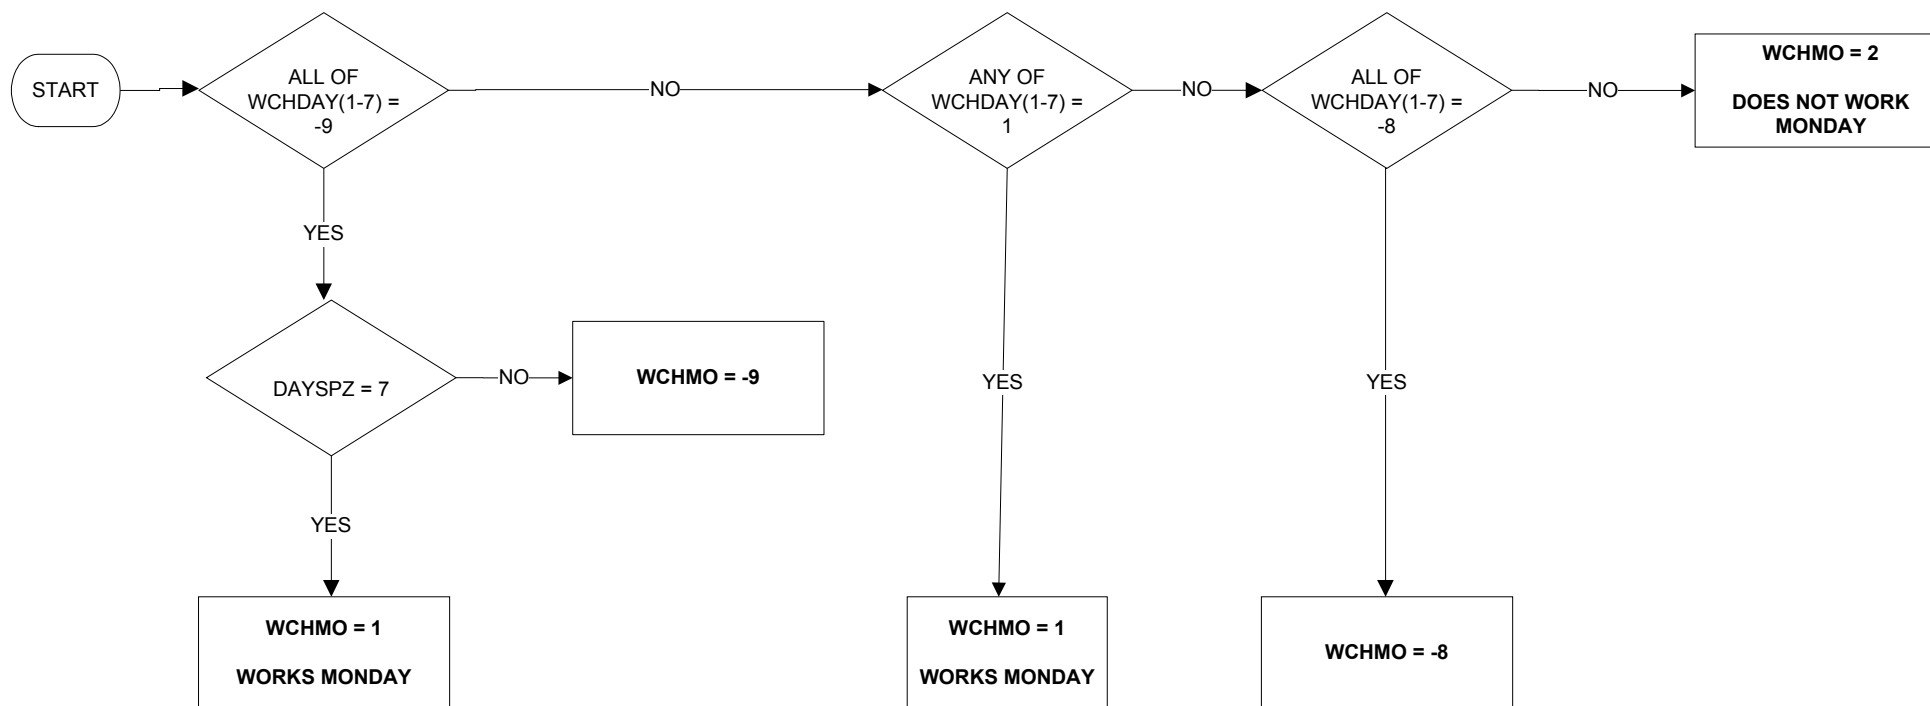 START
ALL OF
WCHDAY(1-7) =
-9
NO
ANY OF
WCHDAY(1-7) =
1
NO
ALL OF
WCHDAY(1-7) =
-8
NO
WCHMO = 2
DOES NOT WORK
MONDAY
YES
DAYSPZ = 7
NO
WCHMO = -9
YES
YES
YES
WCHMO = 1
WORKS MONDAY
WCHMO = 1
WORKS MONDAY
WCHMO = -8